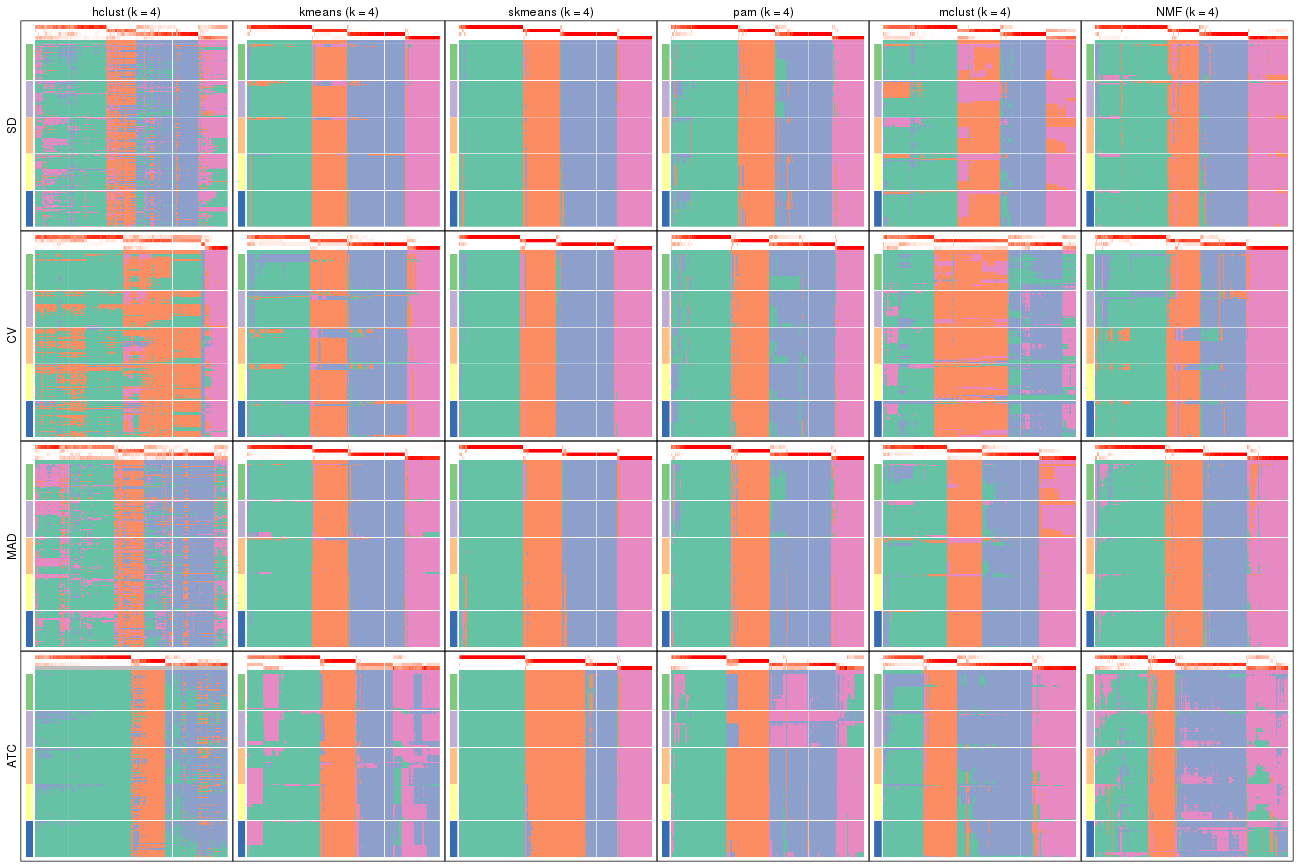 hclust (k = 4) kmeans (k = 4) skmeans (k = 4) pam (k = 4) mclust (k = 4) NMF (k = 4)
SD
CV
MAD
ATC